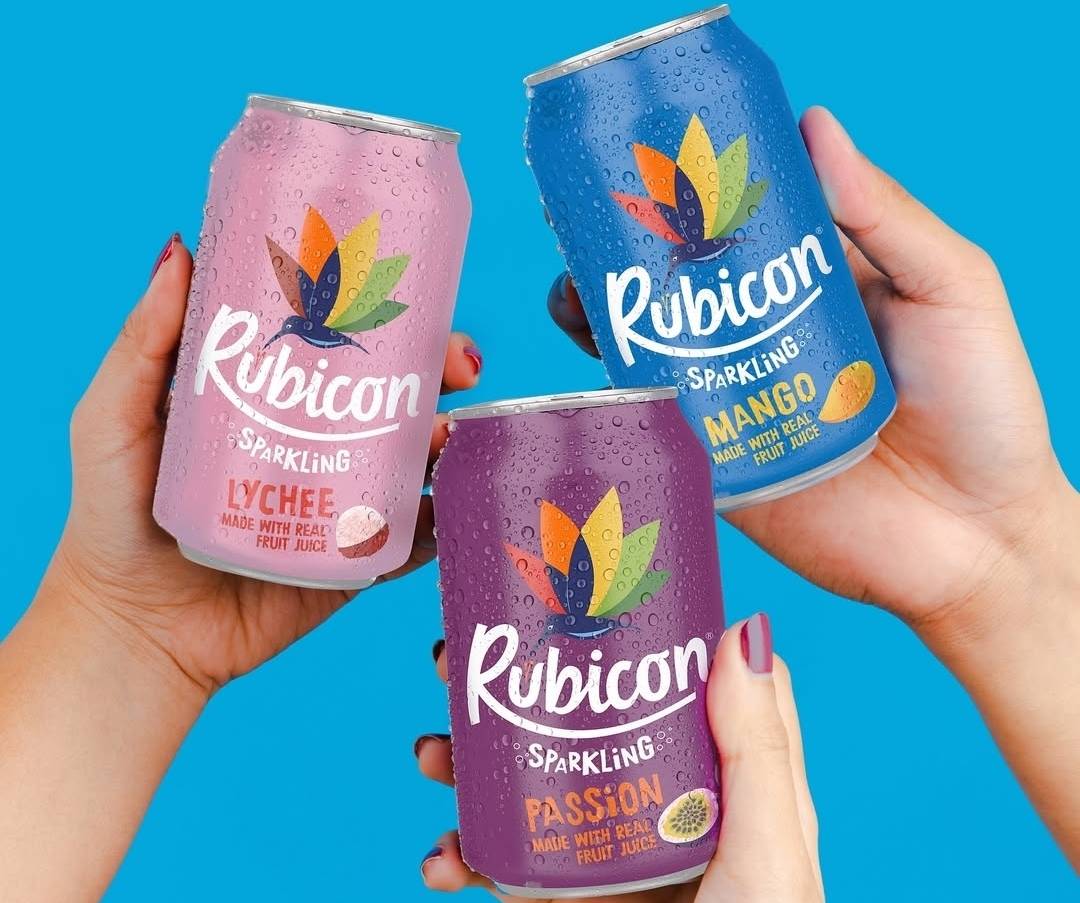 Rubicon
SPARKLING
LYCHEE
MADE WITH REAL
FRUIT JUICE
Rubicon®
SPARKLING
MANGO
MADE WITH REAL
FRUIT JUICE
Rubicon®
SPARKLING
PASSION
MADE WITH REAL
FRUIT JUICE